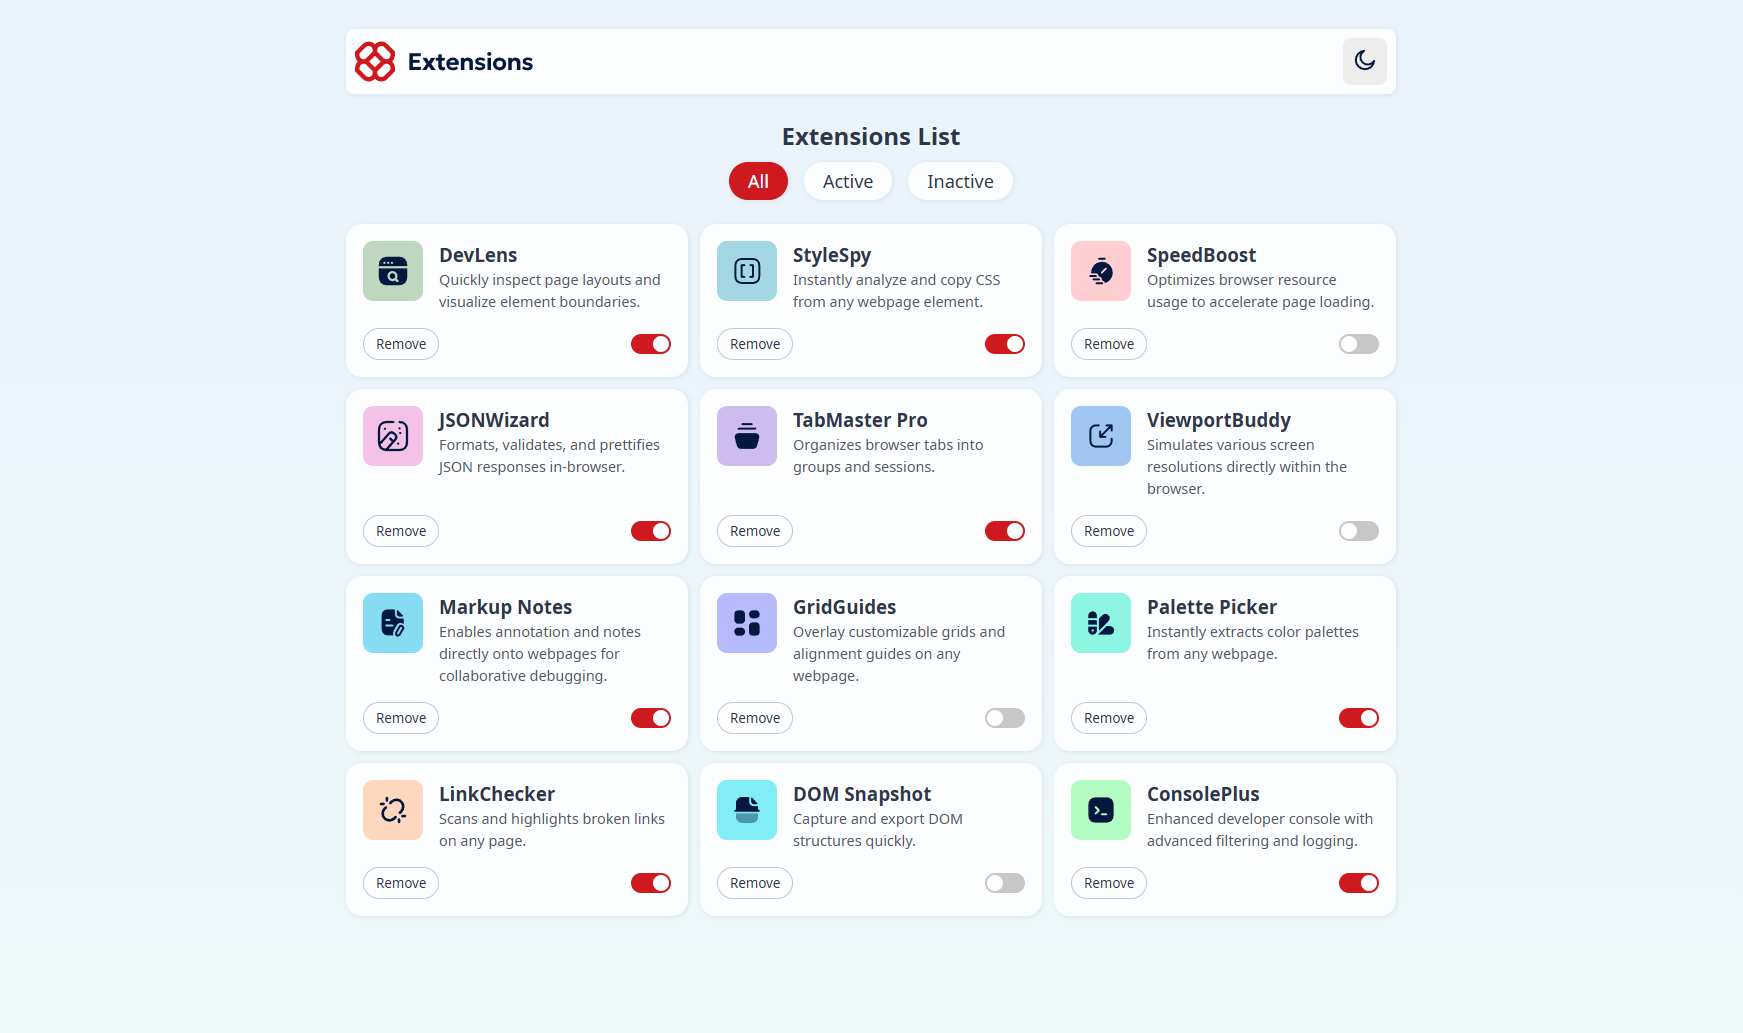 Extensions
Extensions List
All
Active
Inactive
DevLens
Quickly inspect page layouts and
visualize element boundaries.
Remove
StyleSpy
Instantly analyze and copy CSS
from any webpage element.
Remove
SpeedBoost
Optimizes browser resource
usage to accelerate page loading.
Remove
JSONWizard
Formats, validates, and prettifies
JSON responses in-browser.
Remove
TabMaster Pro
Organizes browser tabs into
groups and sessions.
Remove
ViewportBuddy
Simulates various screen
resolutions directly within the
browser.
Remove
Markup Notes
Enables annotation and notes
directly onto webpages for
collaborative debugging.
Remove
GridGuides
Overlay customizable grids and
alignment guides on any
webpage.
Remove
Palette Picker
Instantly extracts color palettes
from any webpage.
Remove
LinkChecker
Scans and highlights broken links
on any page.
Remove
DOM Snapshot
Capture and export DOM
structures quickly.
Remove
ConsolePlus
Enhanced developer console with
advanced filtering and logging.
Remove